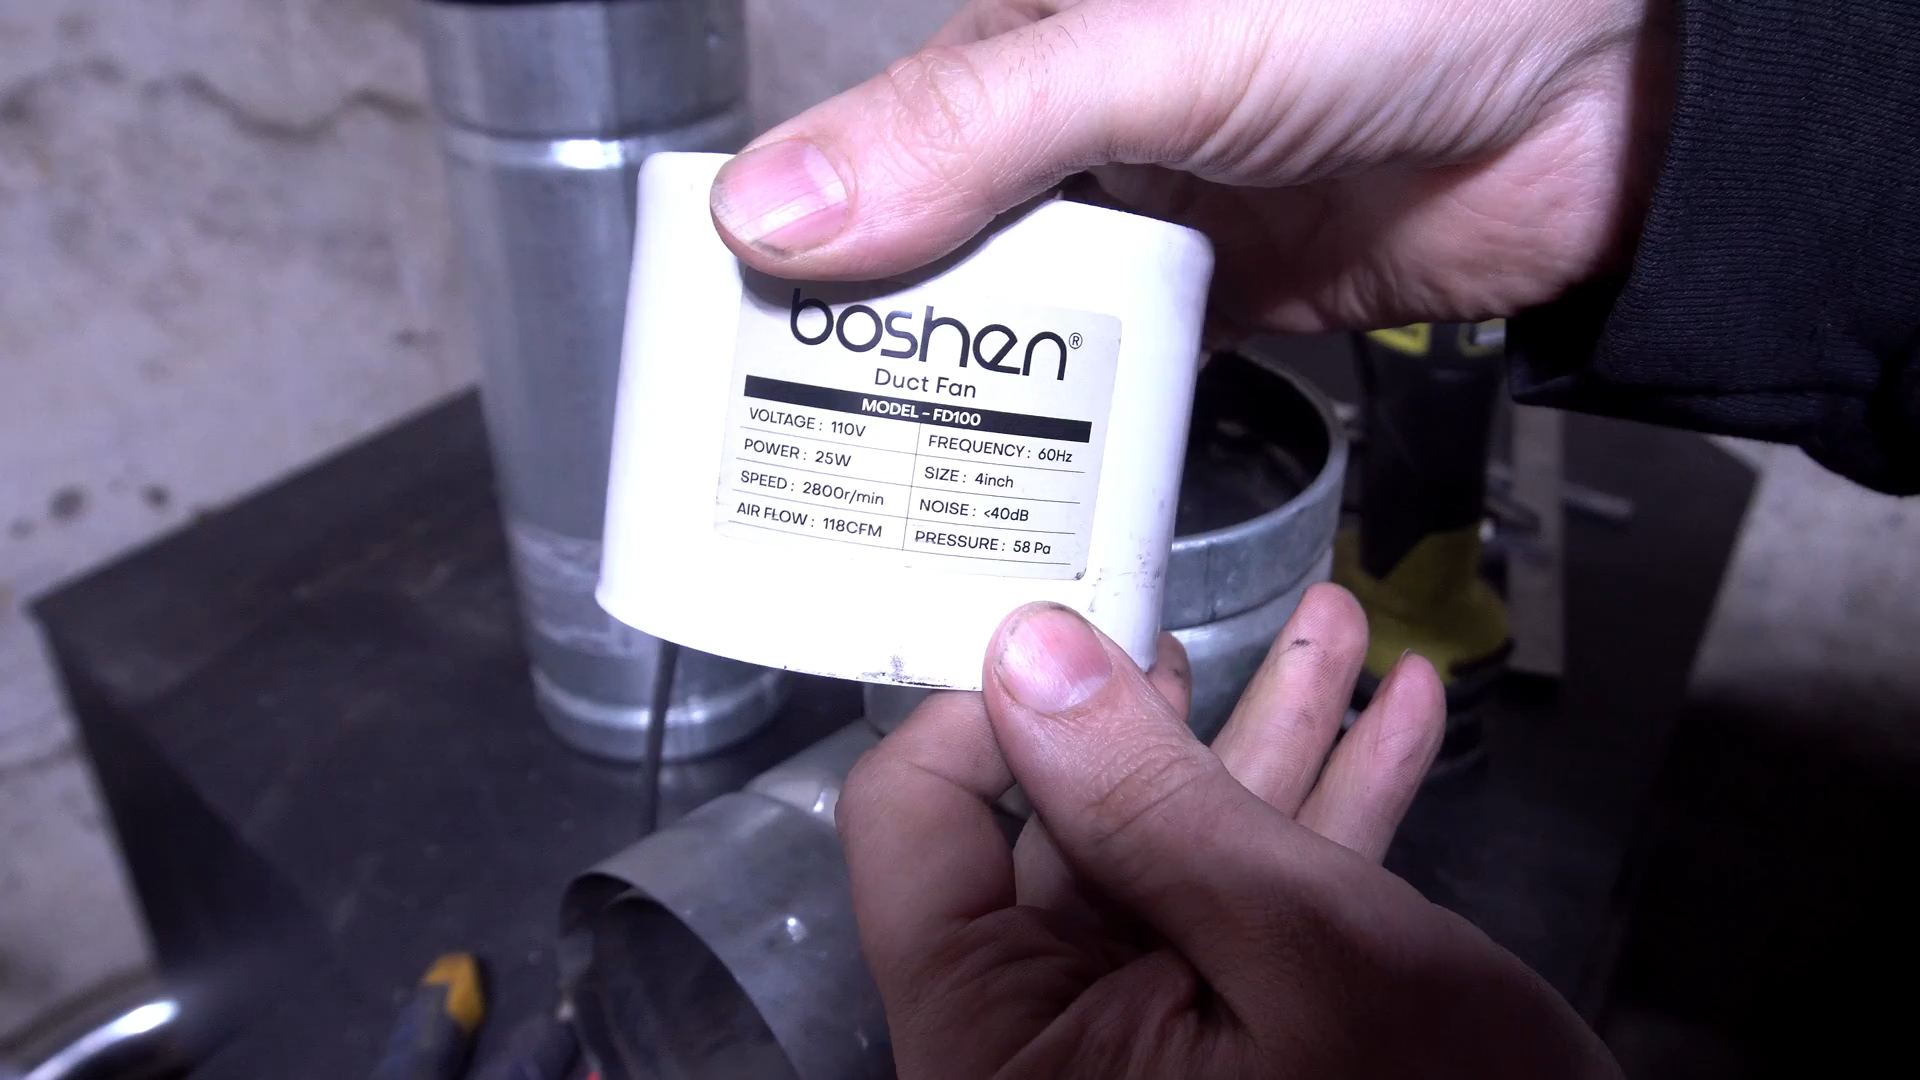 boshen®
Duct Fan
MODEL - FD100
VOLTAGE : 110V
FREQUENCY : 60Hz
POWER : 25W
SIZE : 4inch
SPEED : 2800r/min
NOISE : <40dB
AIR FLOW : 118CFM
PRESSURE : 58 Pa